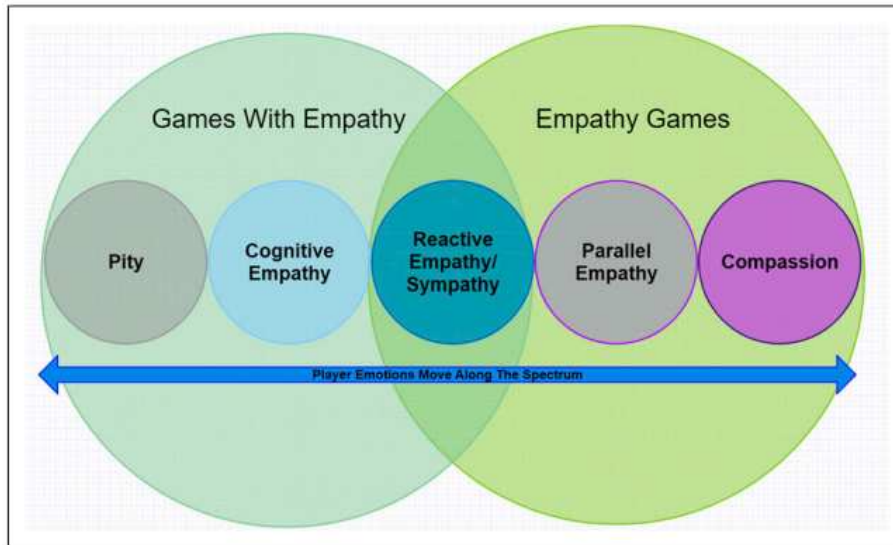 Games With Empathy
Empathy Games
Pity
Cognitive
Empathy
Reactive
Empathy/
Sympathy
Parallel
Empathy
Compassion
Player Emotions Move Along The Spectrum